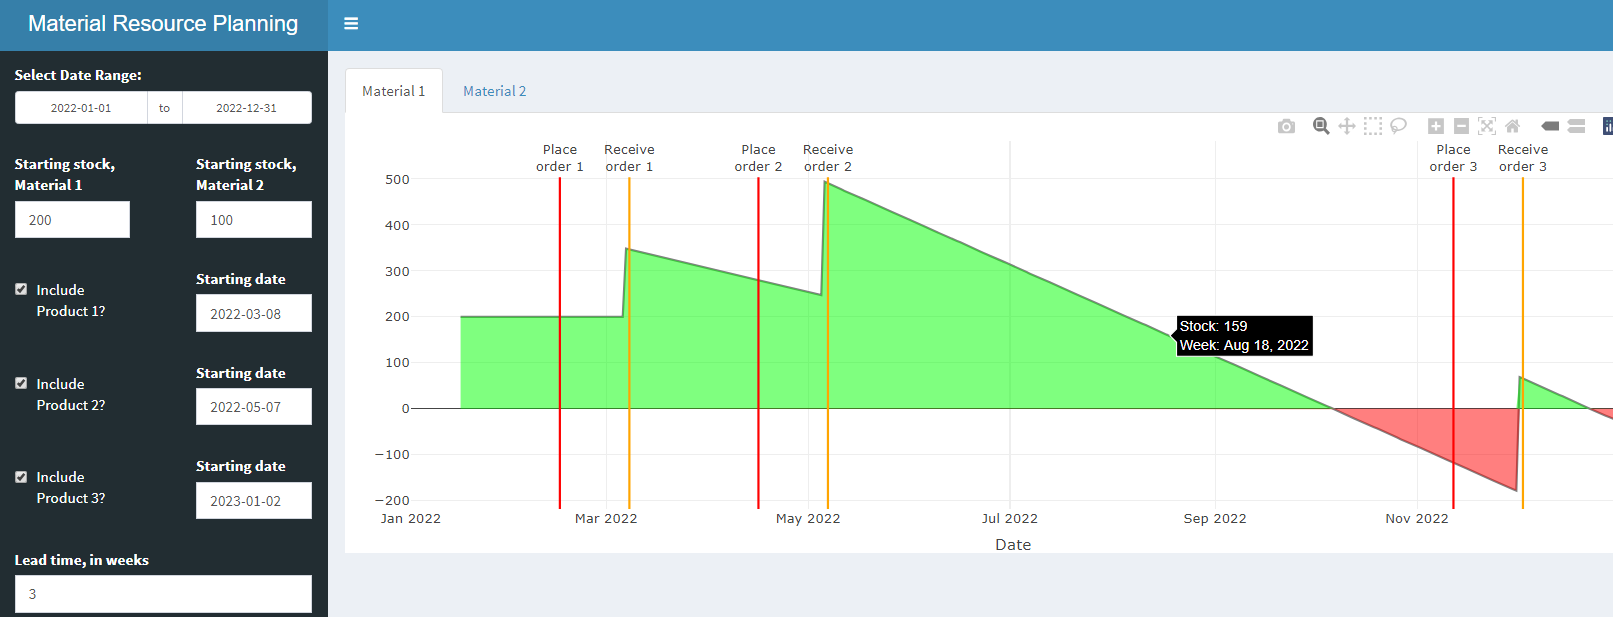 Material Resource Planning
Select Date Range:
2022-01-01 to 2022-12-31
Starting stock,
Material 1
Starting stock,
Material 2
200
100
Include
Product 1?
Starting date
2022-03-08
Include
Product 2?
Starting date
2022-05-07
Include
Product 3?
Starting date
2023-01-02
Lead time, in weeks
3
Material 1
Material 2
Place
order 1
Receive
order 1
Place
order 2
Receive
order 2
Place
order 3
Receive
order 3
500
400
300
200
100
0
−100
−200
Stock: 159
Week: Aug 18, 2022
Jan 2022
Mar 2022
May 2022
Jul 2022
Sep 2022
Nov 2022
Date